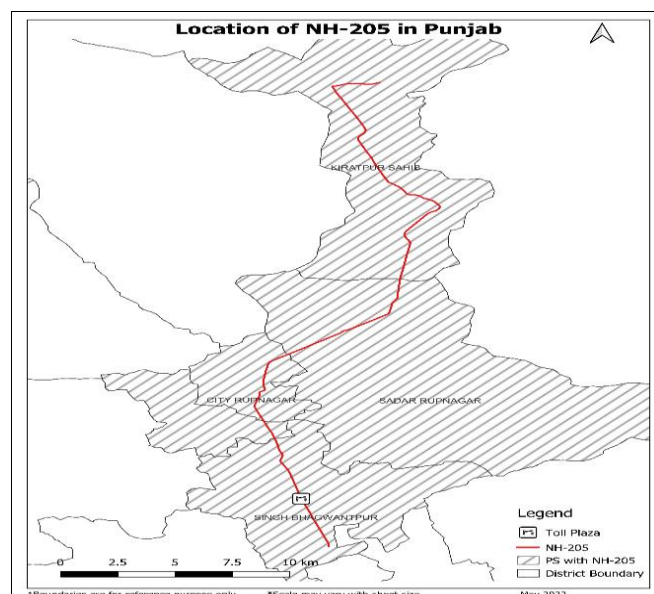 Location of NH-205 in Punjab
KIRATPUR SAHIB
CITY RUPNAGAR
SADAR RUPNAGAR
SINGH BHAGWANTPUR
Legend
Toll Plaza
NH-205
PS with NH-205
District Boundary
0 2.5 5 7.5 10 km
*Boundaries are for reference purpose only *Scale may vary with sheet size May 2022